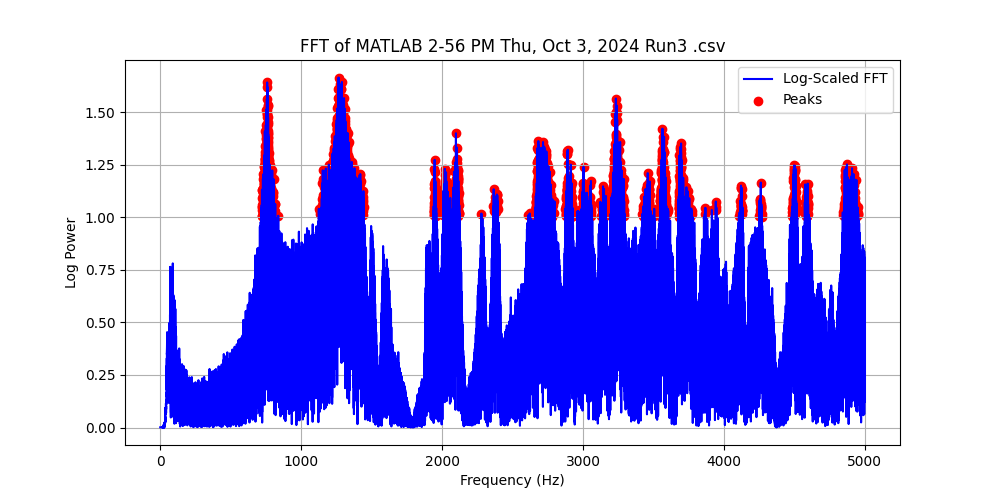 FFT of MATLAB 2-56 PM Thu, Oct 3, 2024 Run3 .csv
Log-Scaled FFT
Peaks
Log Power
1.50
1.25
1.00
0.75
0.50
0.25
0.00
0 1000 2000 3000 4000 5000
Frequency (Hz)